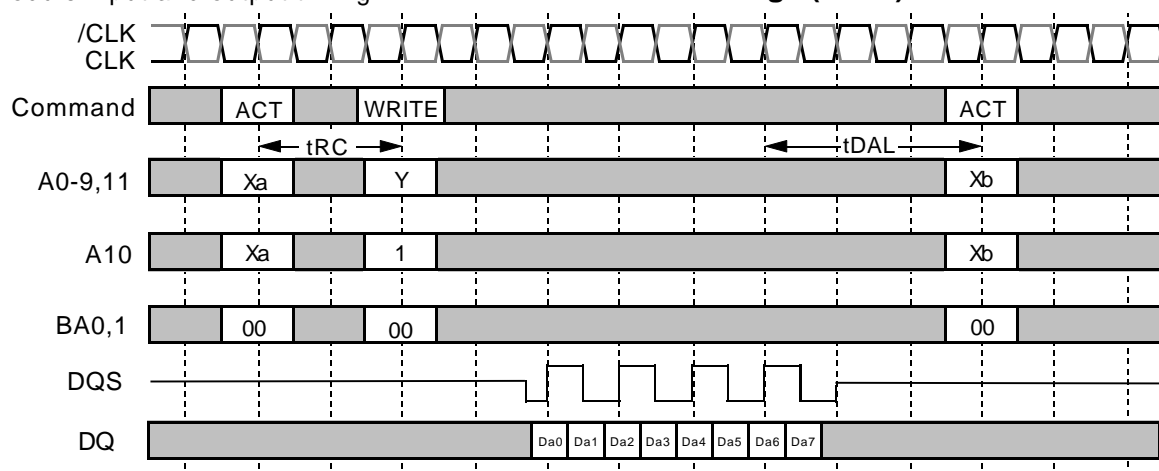 /CLK
CLK
Command ACT WRITE ACT
tRC tDAL
A0-9,11 Xa Y Xb
A10 Xa 1 Xb
BA0,1 00 00 00
DQS
DQ Da0 Da1 Da2 Da3 Da4 Da5 Da6 Da7